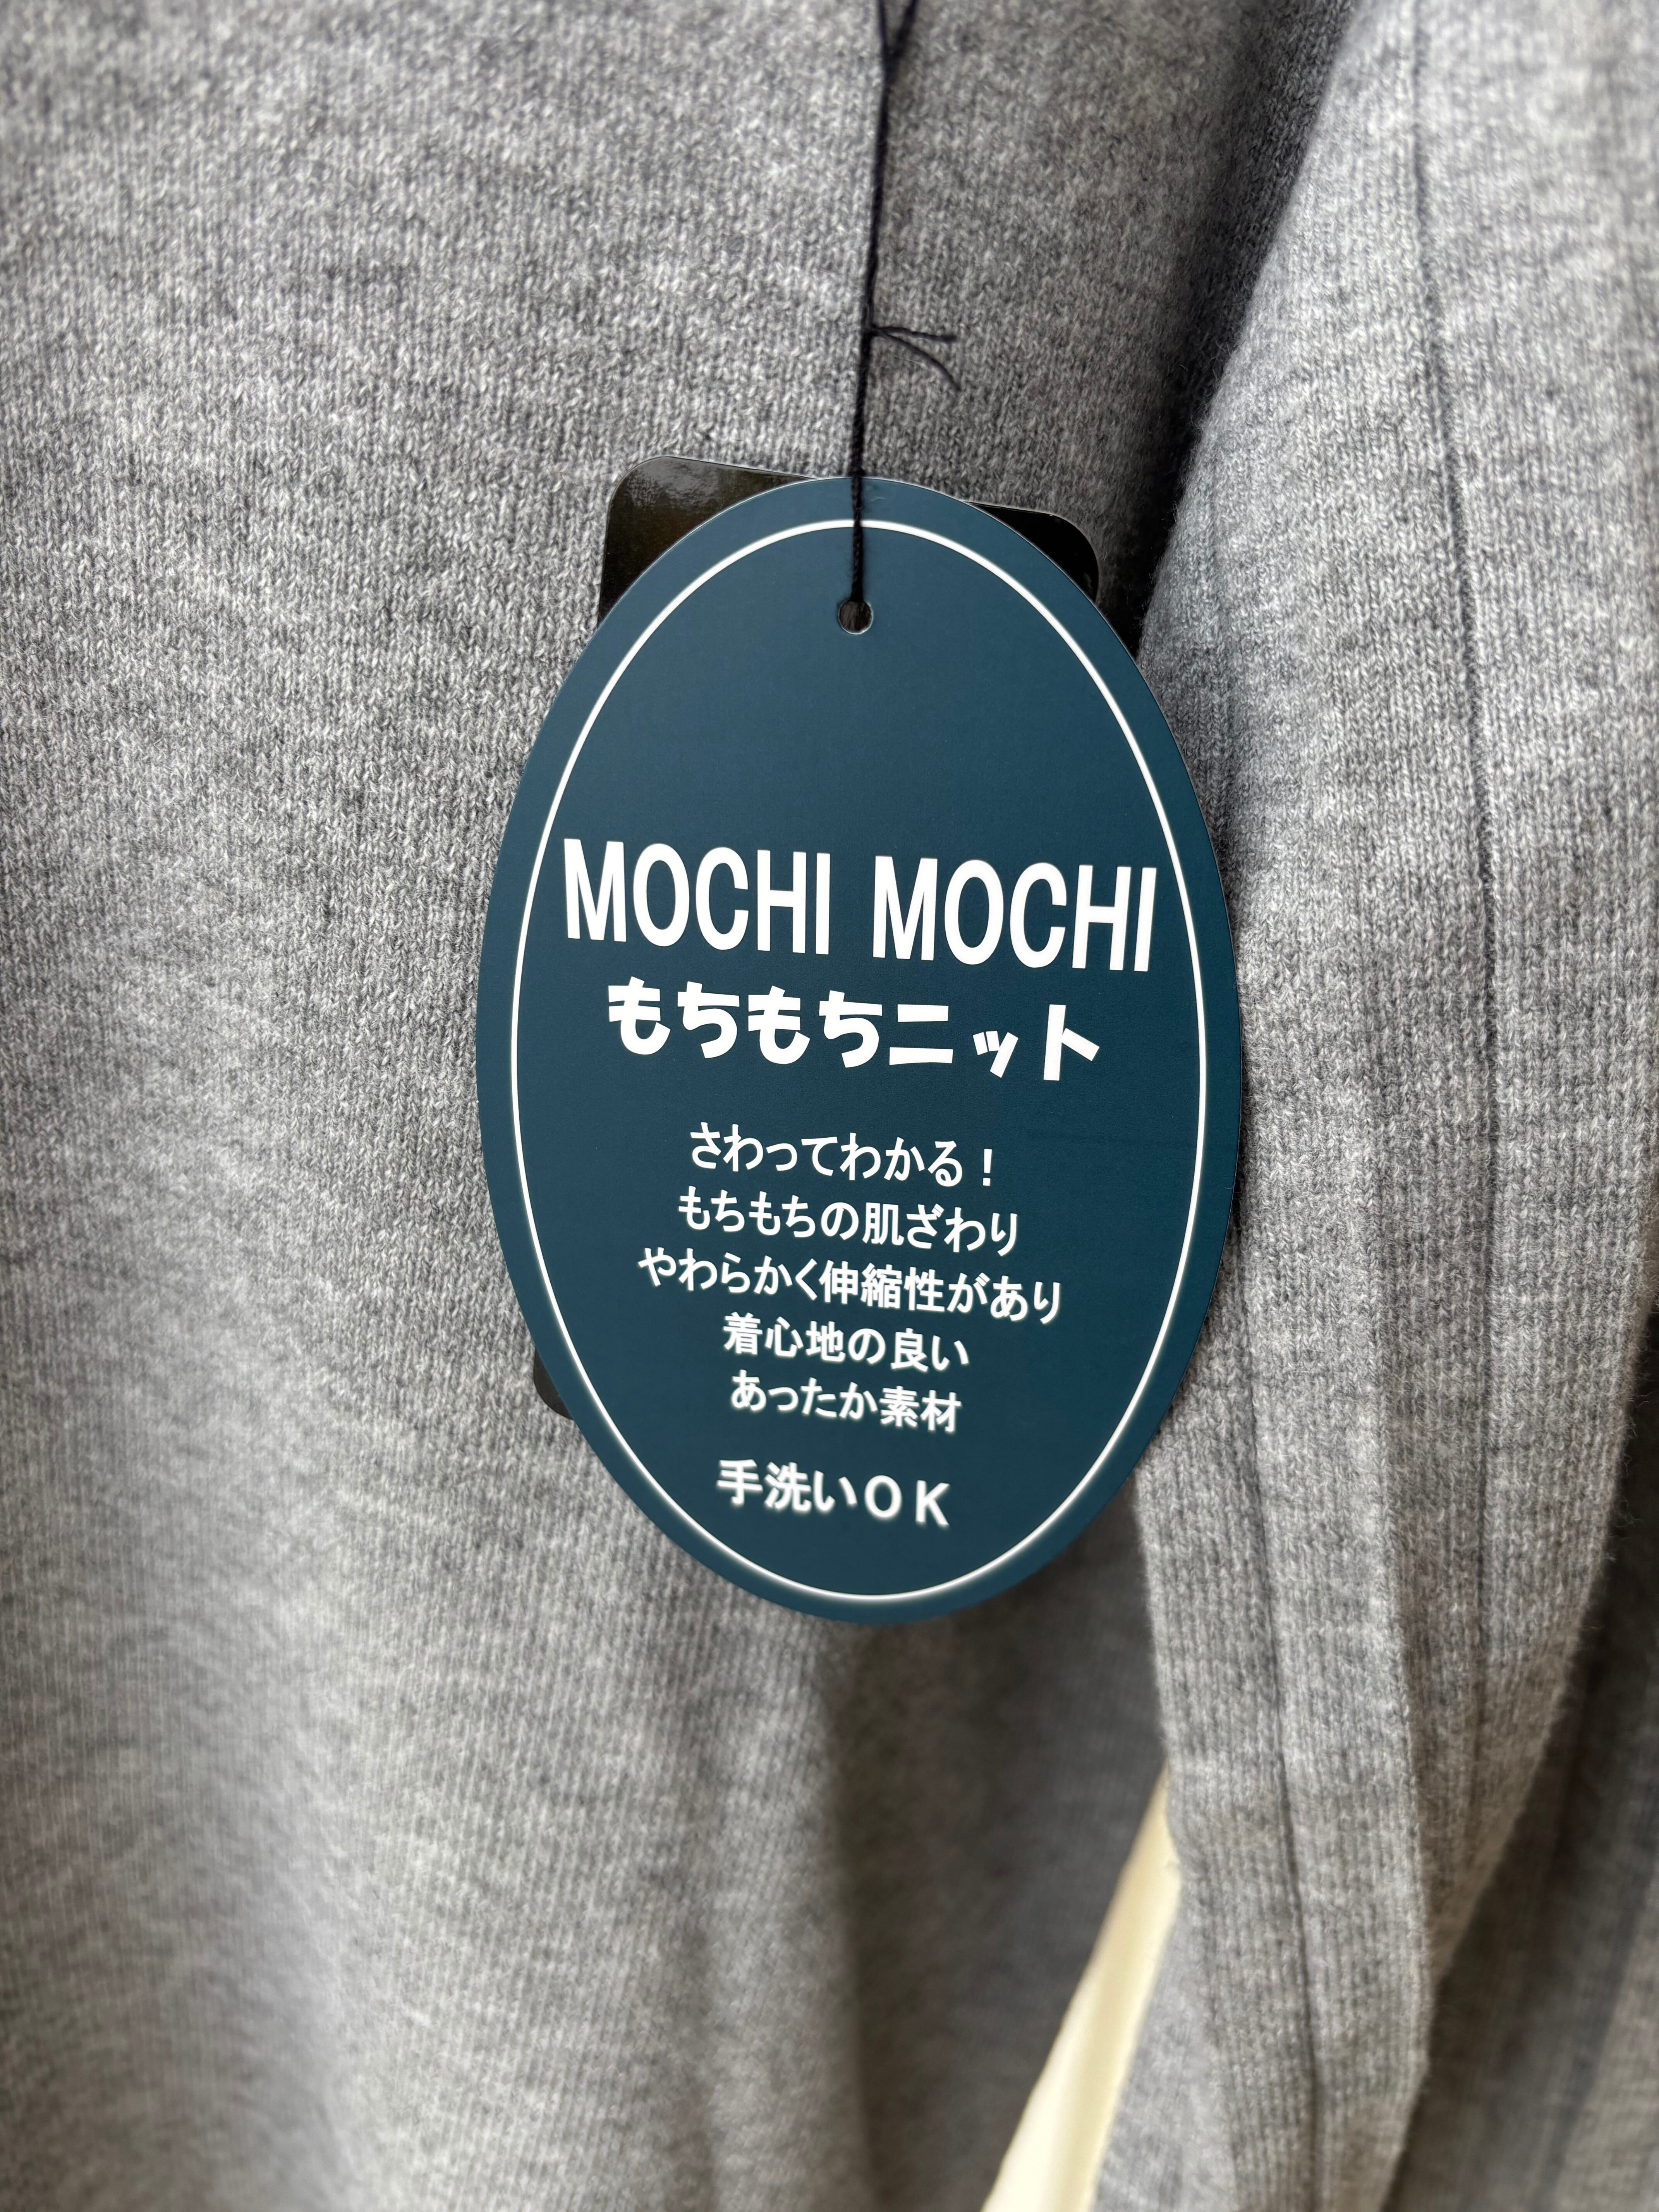 MOCHI MOCHI
もちもちニット
さわってわかる！
もちもちの肌ざわり
やわらかく伸縮性があり
着心地の良い
あったか素材
手洗いＯＫ